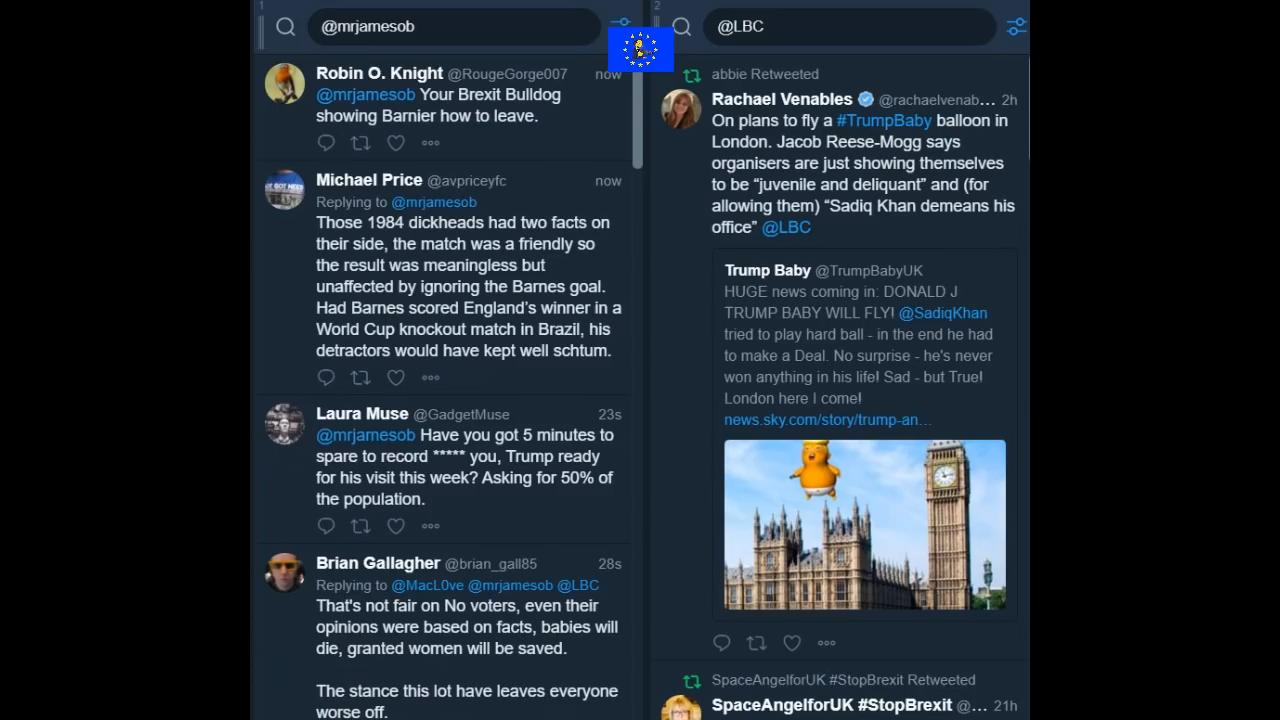 1
@mrjamesob
Robin O. Knight @RougeGorge007 now
@mrjamesob Your Brexit Bulldog
showing Barnier how to leave.
Michael Price @avpriceyfc now
Replying to @mrjamesob
Those 1984 dickheads had two facts on
their side, the match was a friendly so
the result was meaningless but
unaffected by ignoring the Barnes goal.
Had Barnes scored England's winner in a
World Cup knockout match in Brazil, his
detractors would have kept well schtum.
Laura Muse @GadgetMuse 23s
@mrjamesob Have you got 5 minutes to
spare to record ***** you, Trump ready
for his visit this week? Asking for 50% of
the population.
Brian Gallagher @brian_gall85 28s
Replying to @MacL0ve @mrjamesob @LBC
That's not fair on No voters, even their
opinions were based on facts, babies will
die, granted women will be saved.
The stance this lot have leaves everyone
worse off.
2
@LBC
abbie Retweeted
Rachael Venables @rachaelvenab... 2h
On plans to fly a #TrumpBaby balloon in
London. Jacob Reese-Mogg says
organisers are just showing themselves
to be “juvenile and deliquant” and (for
allowing them) “Sadiq Khan demeans his
office” @LBC
Trump Baby @TrumpBabyUK
HUGE news coming in: DONALD J
TRUMP BABY WILL FLY! @SadiqKhan
tried to play hard ball - in the end he had
to make a Deal. No surprise - he's never
won anything in his life! Sad - but True!
London here I come!
news.sky.com/story/trump-an...
SpaceAngelforUK #StopBrexit Retweeted
SpaceAngelforUK #StopBrexit @... 21h